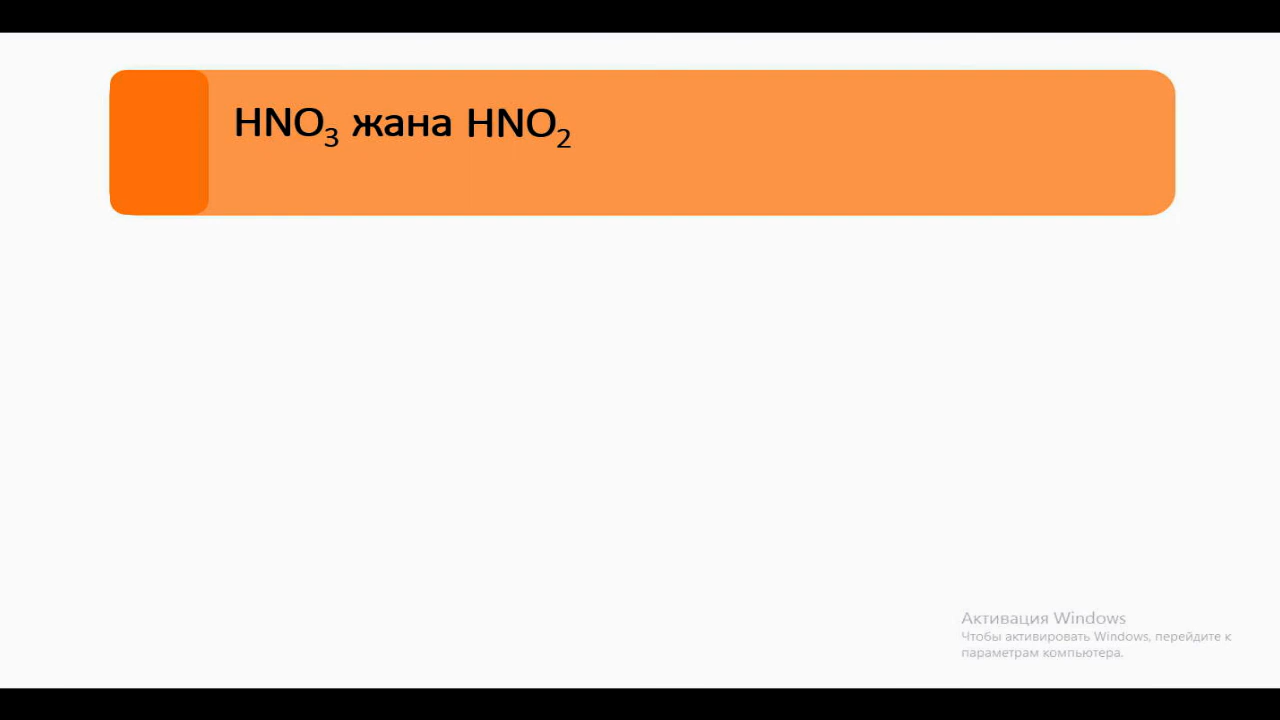 HNO₃ жана HNO₂
Активация Windows
Чтобы активировать Windows, перейдите к
параметрам компьютера.